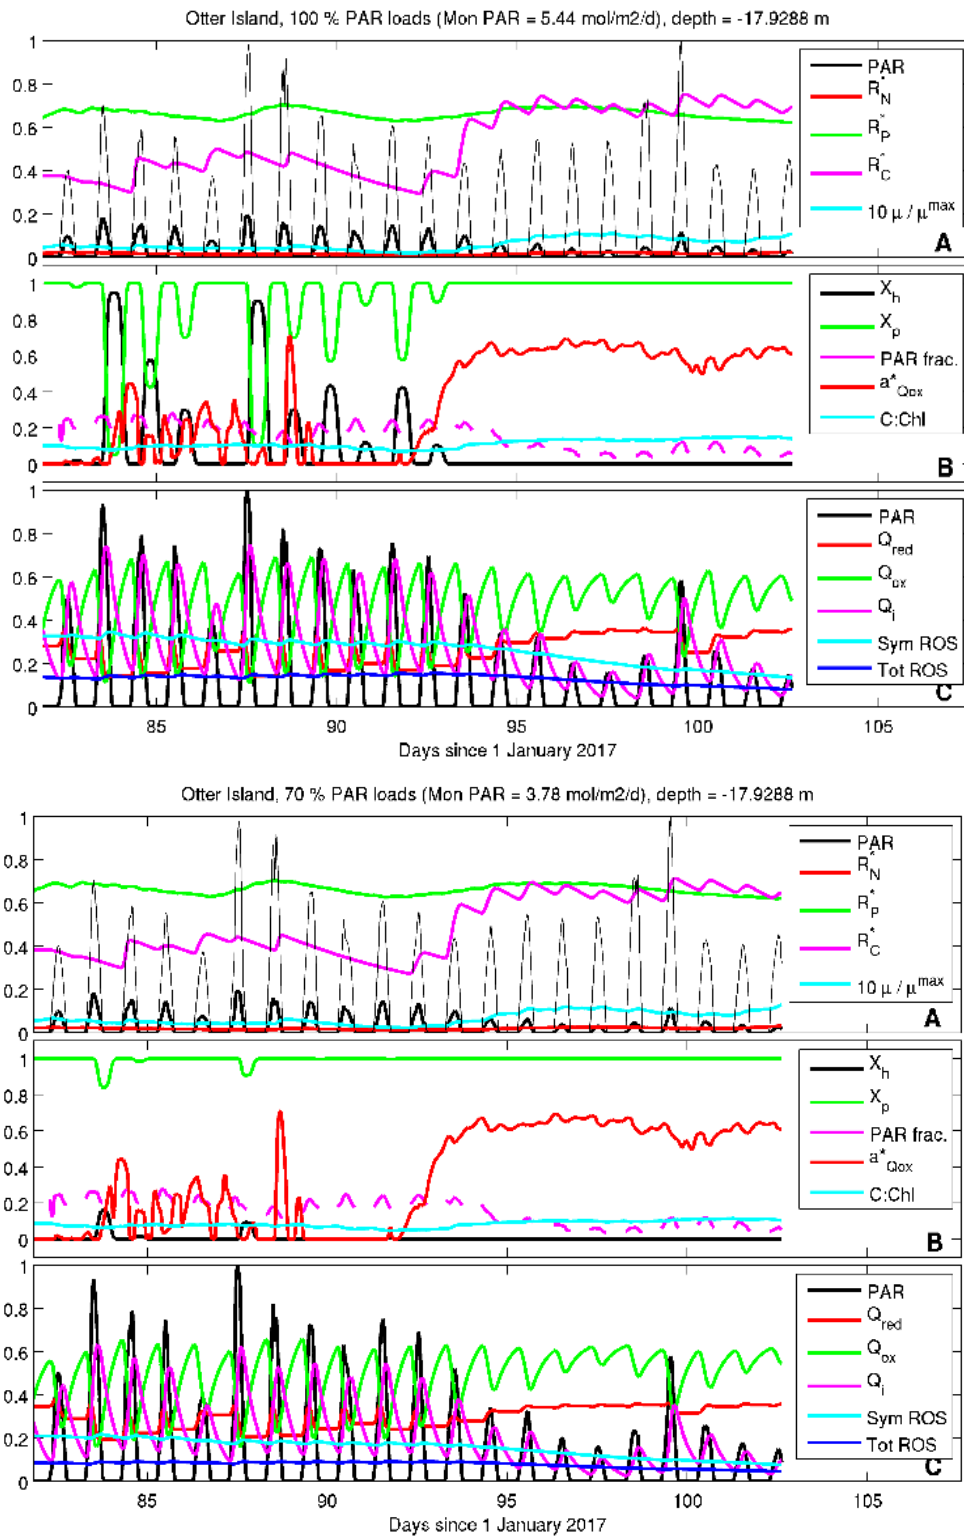 Otter Island, 100 % PAR loads (Mon PAR = 5.44 mol/m2/d), depth = -17.9288 m
1
0.8
0.6
0.4
0.2
0
PAR
R*N
R*P
R*C
10 μ / μmax
A
1
0.8
0.6
0.4
0.2
0
Xh
Xp
PAR frac.
a*Qox
C:Chl
B
1
0.8
0.6
0.4
0.2
0
PAR
Qred
Qox
Qi
Sym ROS
Tot ROS
C
85 90 95 100 105
Days since 1 January 2017
Otter Island, 70 % PAR loads (Mon PAR = 3.78 mol/m2/d), depth = -17.9288 m
1
0.8
0.6
0.4
0.2
0
PAR
R*N
R*P
R*C
10 μ / μmax
A
1
0.8
0.6
0.4
0.2
0
Xh
Xp
PAR frac.
a*Qox
C:Chl
B
1
0.8
0.6
0.4
0.2
0
PAR
Qred
Qox
Qi
Sym ROS
Tot ROS
C
85 90 95 100 105
Days since 1 January 2017